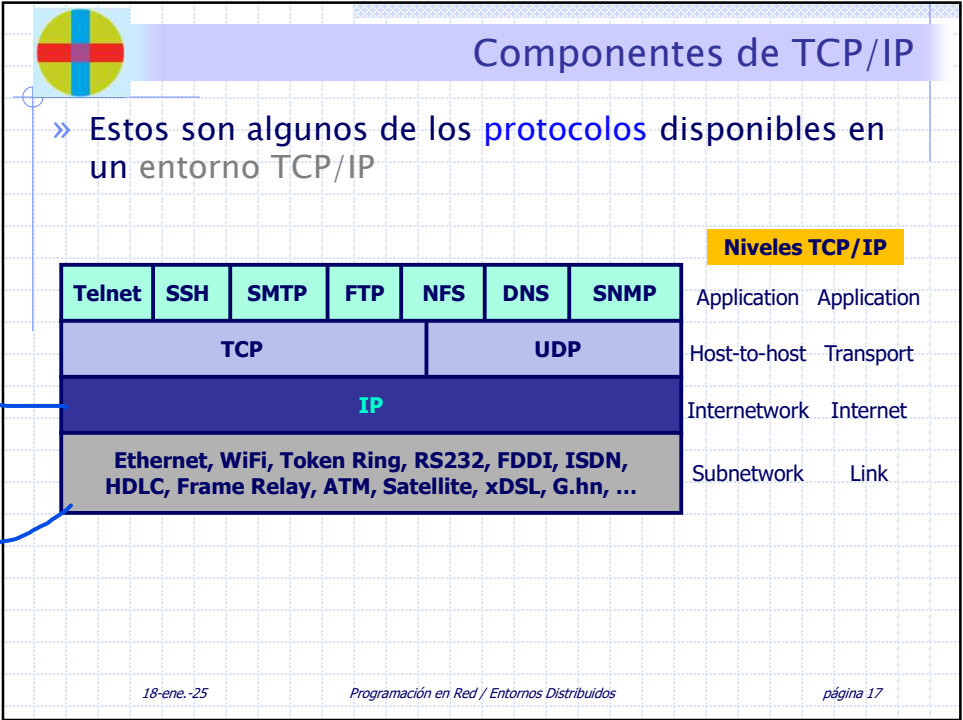 Componentes de TCP/IP
» Estos son algunos de los protocolos disponibles en
un entorno TCP/IP
Niveles TCP/IP
Telnet SSH SMTP FTP NFS DNS SNMP Application Application
TCP UDP Host-to-host Transport
IP Internetwork Internet
Ethernet, WiFi, Token Ring, RS232, FDDI, ISDN,
HDLC, Frame Relay, ATM, Satellite, xDSL, G.hn, ...
Subnetwork Link
18-ene.-25 Programación en Red / Entornos Distribuidos página 17